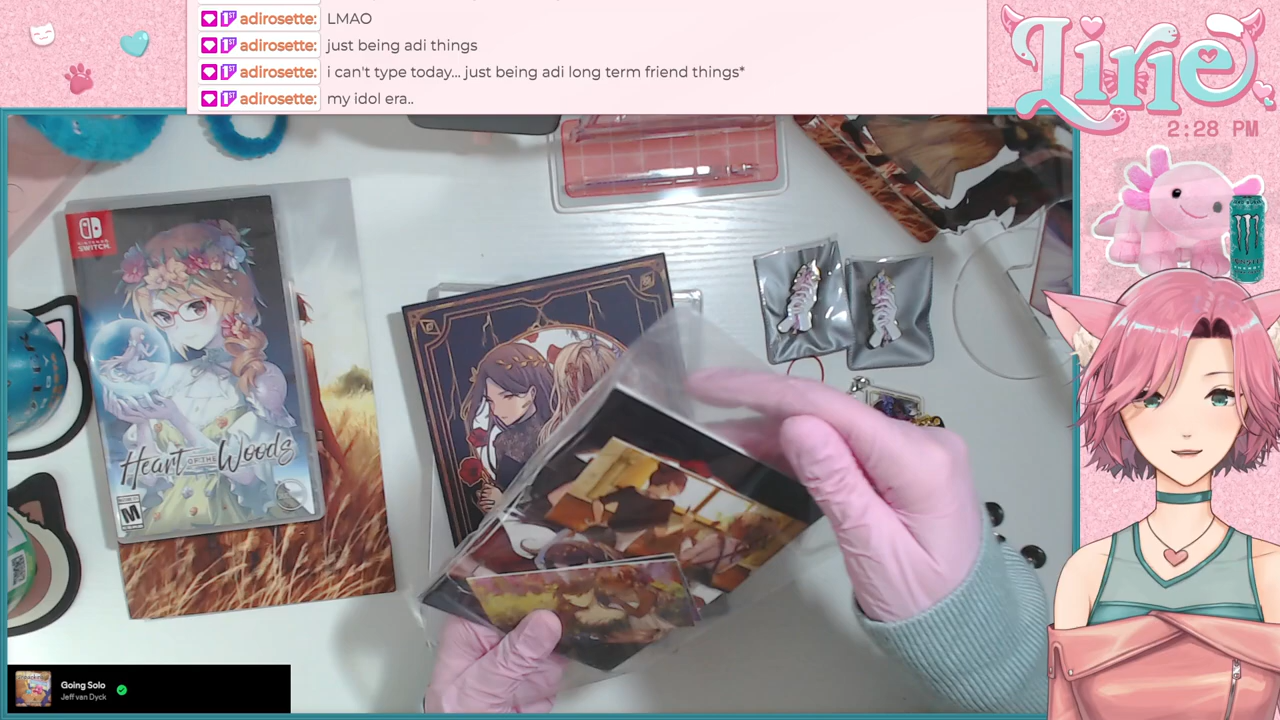 adirosette: LMAO
adirosette: just being adi things
adirosette: i can't type today... just being adi long term friend things*
adirosette: my idol era..
Lirie
2:28 PM
NINTENDO
SWITCH
Heart OF THE Woods
M
Going Solo
Jeff van Dyck